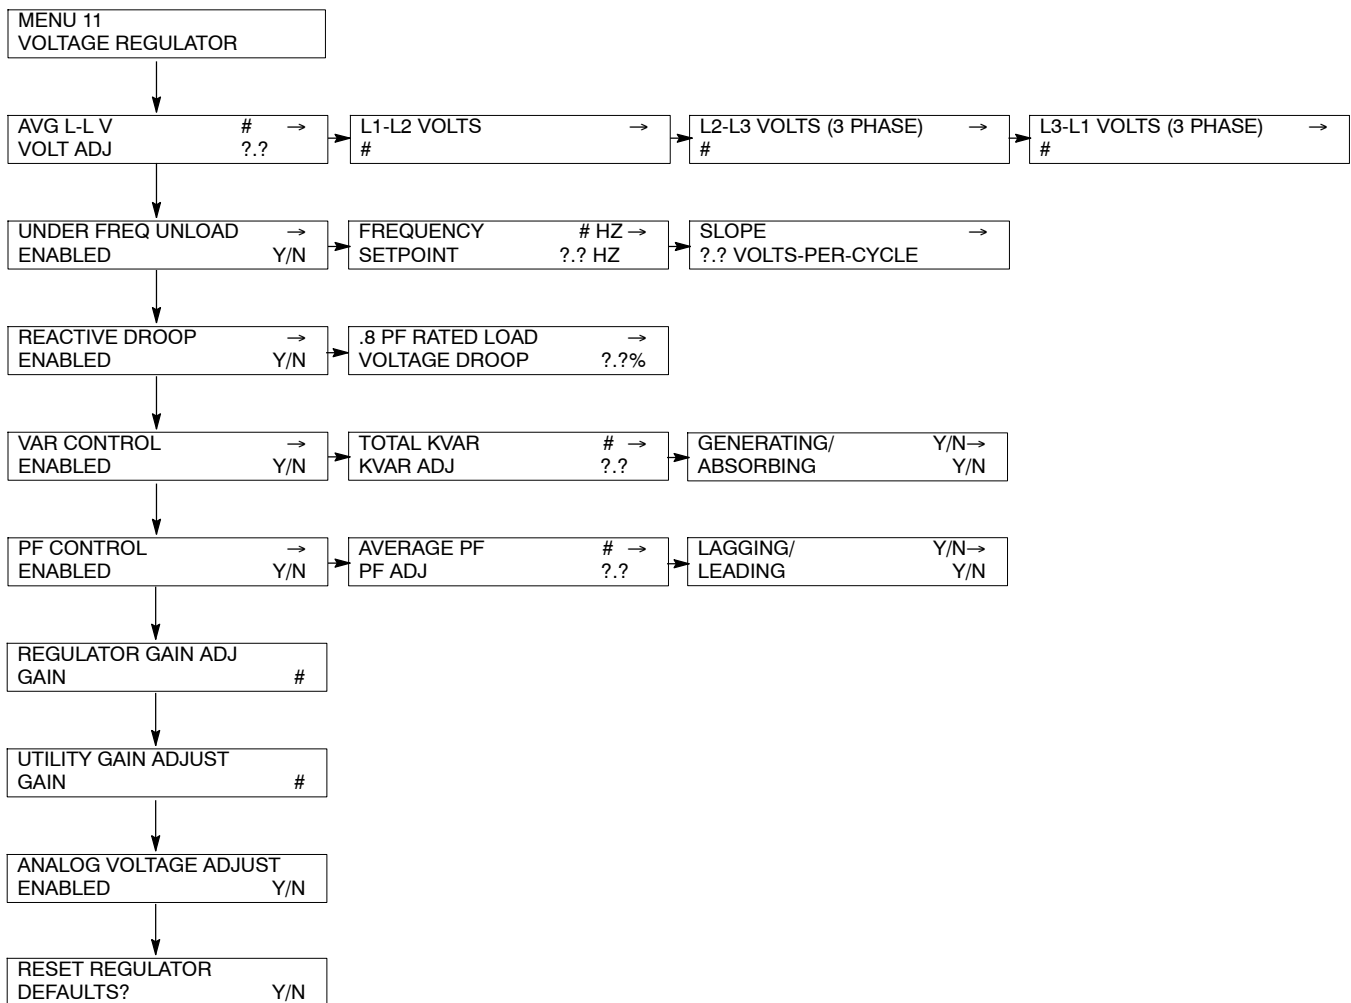 MENU 11
VOLTAGE REGULATOR
AVG L-L V # →
VOLT ADJ ?.?
L1-L2 VOLTS →
#
L2-L3 VOLTS (3 PHASE) →
#
L3-L1 VOLTS (3 PHASE) →
#
UNDER FREQ UNLOAD →
ENABLED Y/N
FREQUENCY # HZ →
SETPOINT ?.? HZ
SLOPE →
?.? VOLTS-PER-CYCLE
REACTIVE DROOP →
ENABLED Y/N
.8 PF RATED LOAD →
VOLTAGE DROOP ?.?%
VAR CONTROL →
ENABLED Y/N
TOTAL KVAR # →
KVAR ADJ ?.?
GENERATING/ Y/N→
ABSORBING Y/N
PF CONTROL →
ENABLED Y/N
AVERAGE PF # →
PF ADJ ?.?
LAGGING/ Y/N→
LEADING Y/N
REGULATOR GAIN ADJ
GAIN #
UTILITY GAIN ADJUST
GAIN #
ANALOG VOLTAGE ADJUST
ENABLED Y/N
RESET REGULATOR
DEFAULTS? Y/N